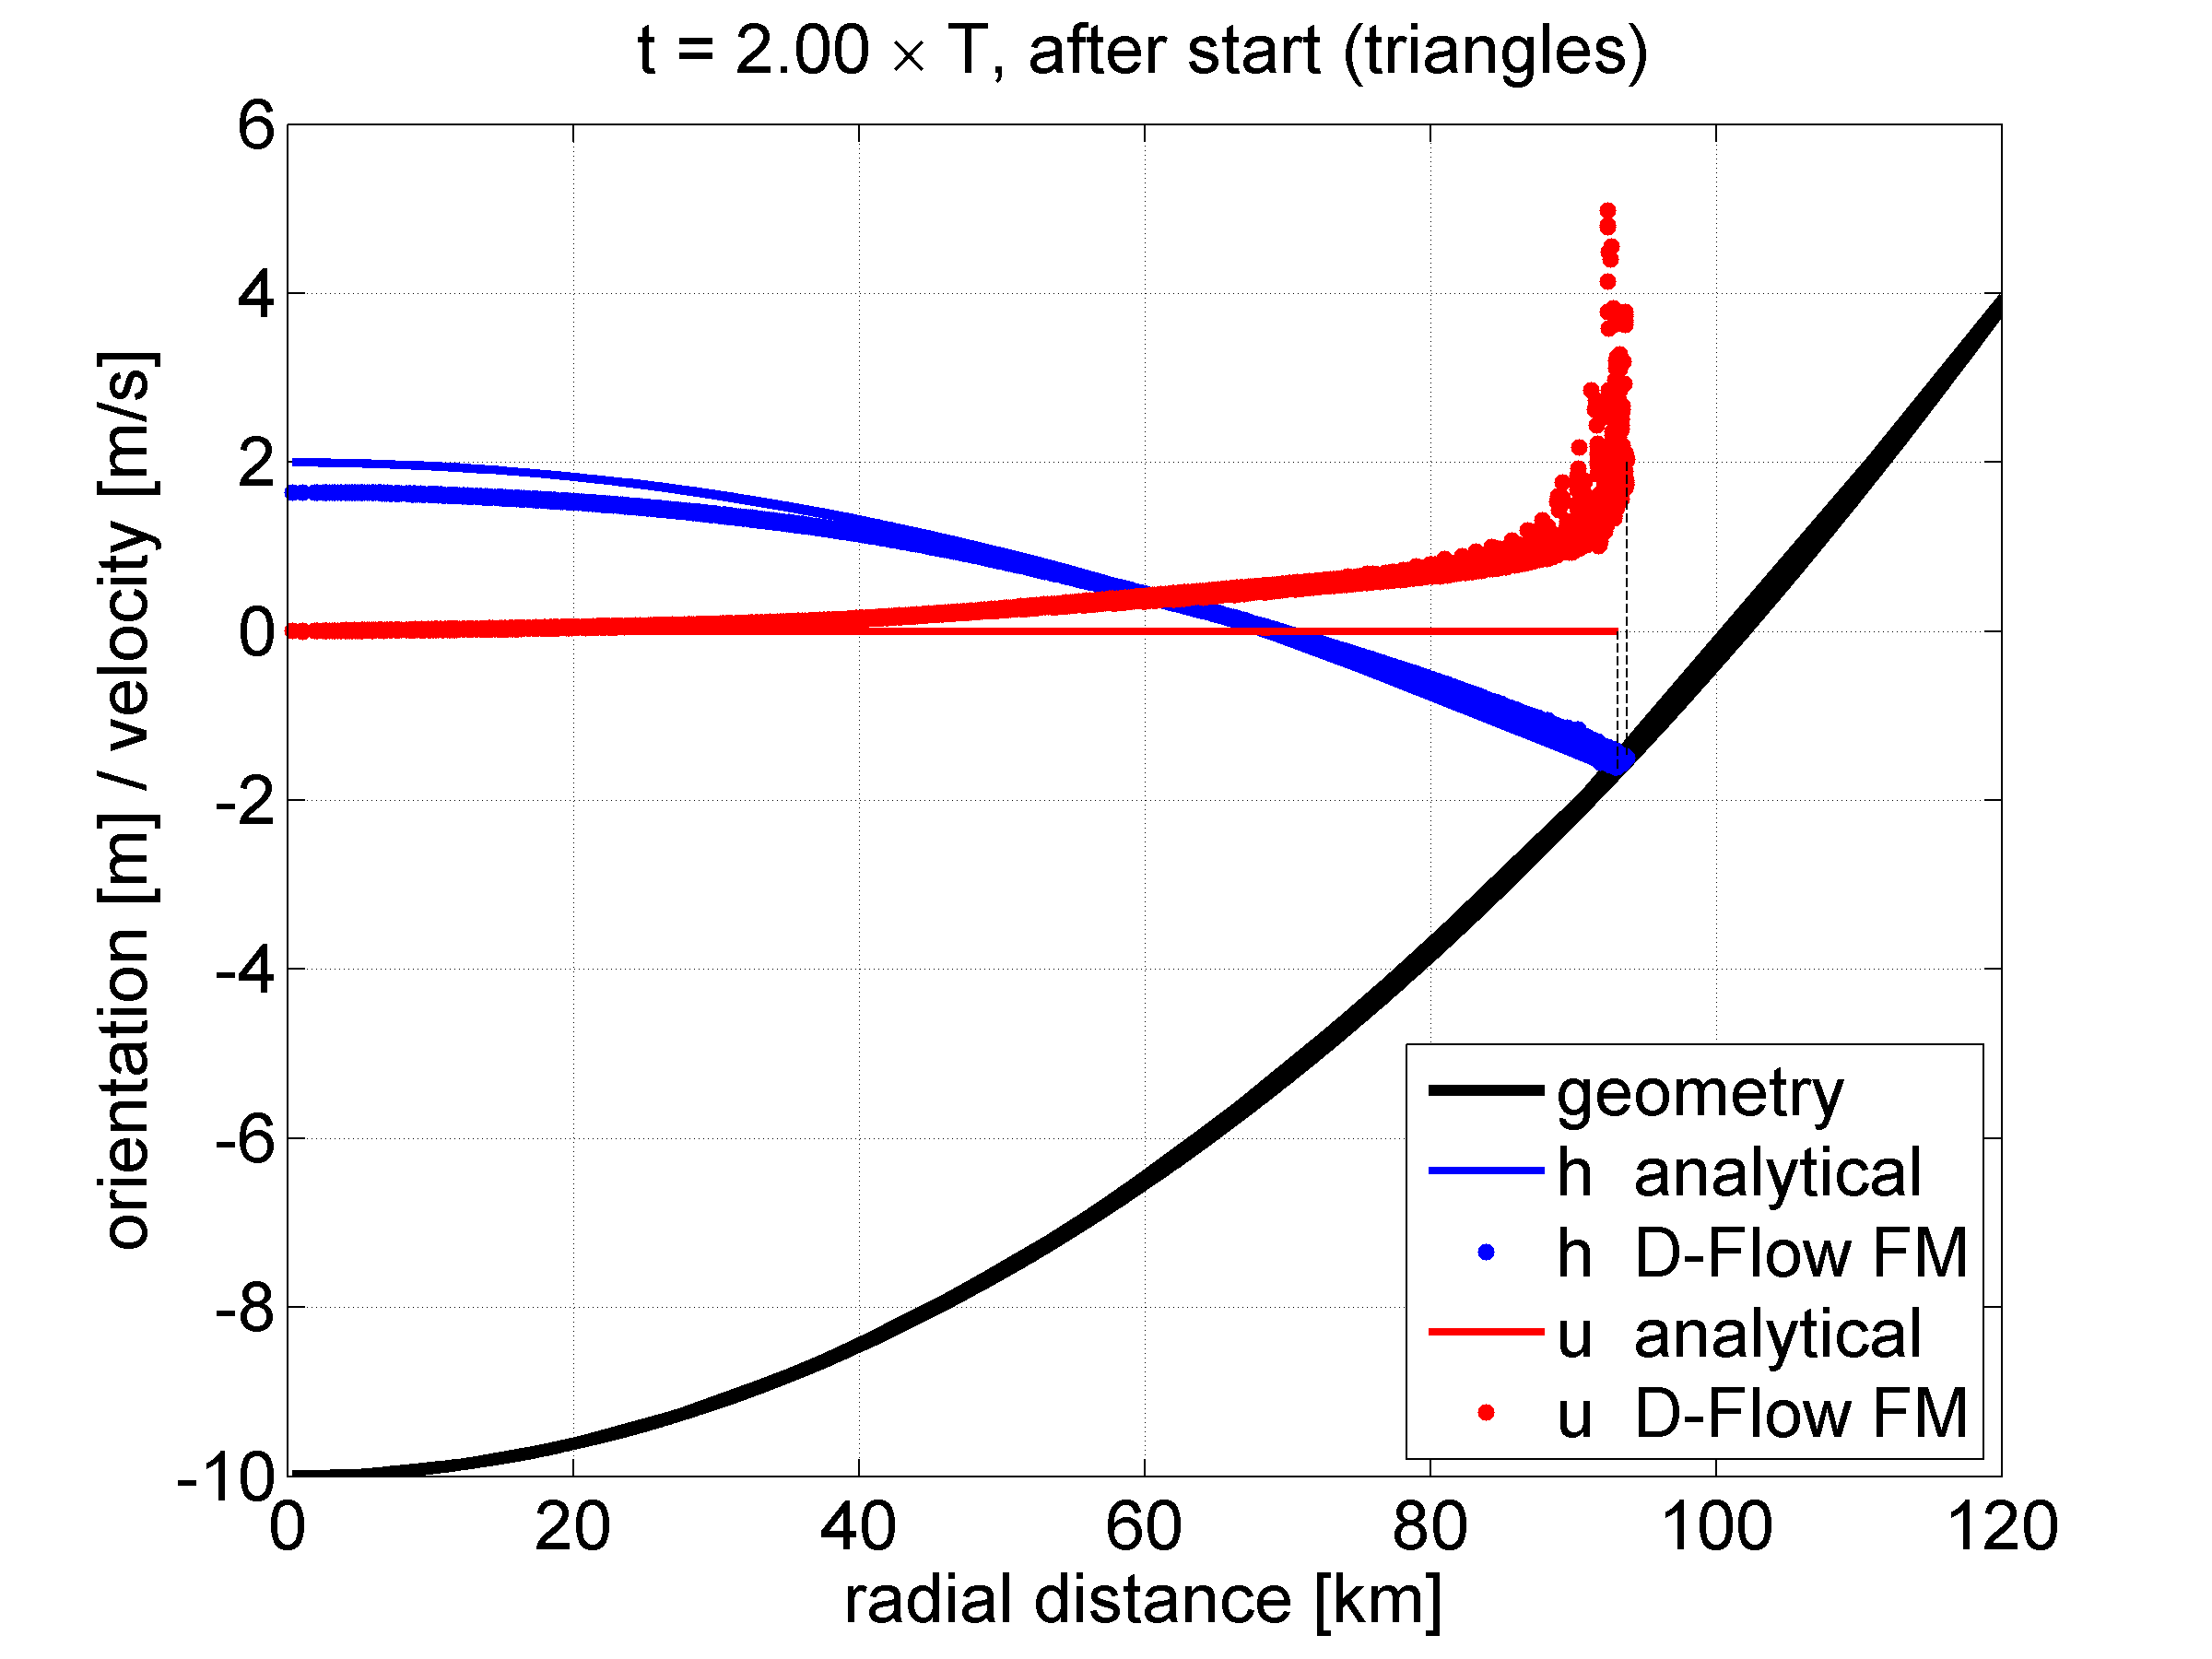 t = 2.00 × T, after start (triangles)
orientation [m] / velocity [m/s]
6
4
2
0
-2
-4
-6
-8
-10
0 20 40 60 80 100 120
radial distance [km]
geometry
h analytical
h D-Flow FM
u analytical
u D-Flow FM